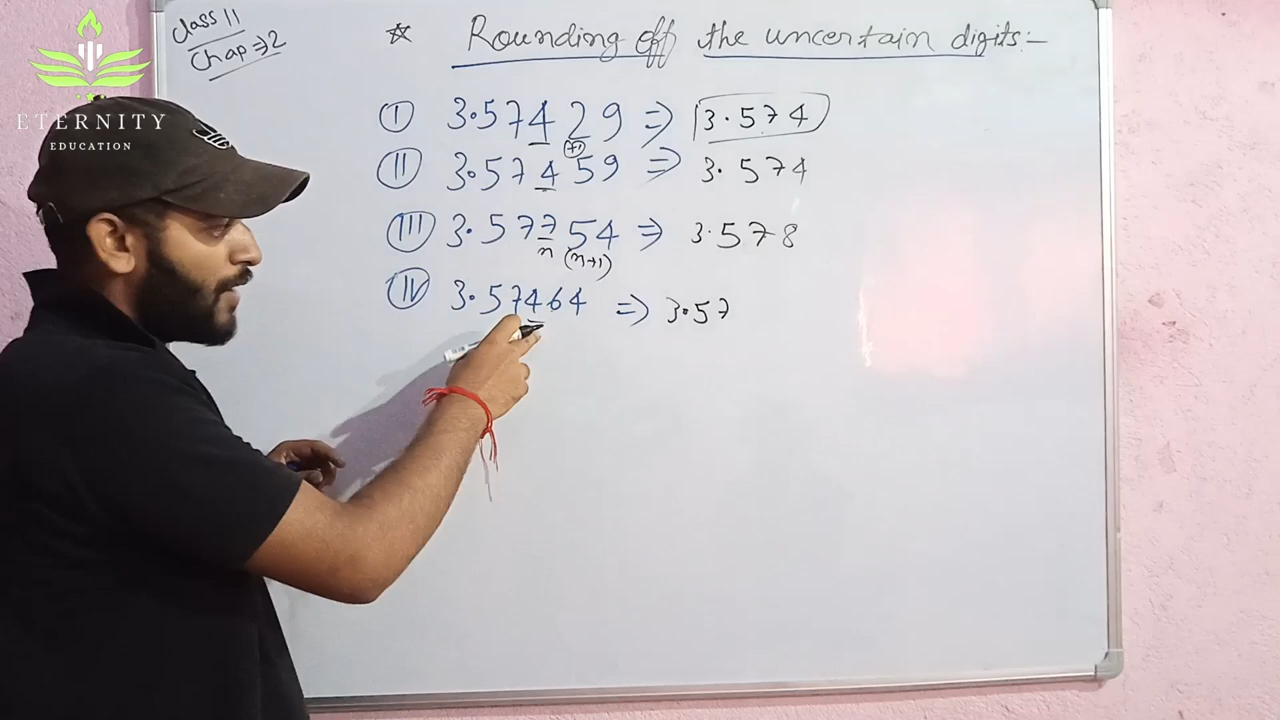 Class 11
Chap ⇒ 2
ETERNITY
EDUCATION
☆ Rounding off the uncertain digits:-
I 3.57429 ⇒ 3.574
(+1)
II 3.57459 ⇒ 3.574
III 3.57754 ⇒ 3.578
n (n+1)
IV 3.57464 ⇒ 3.57